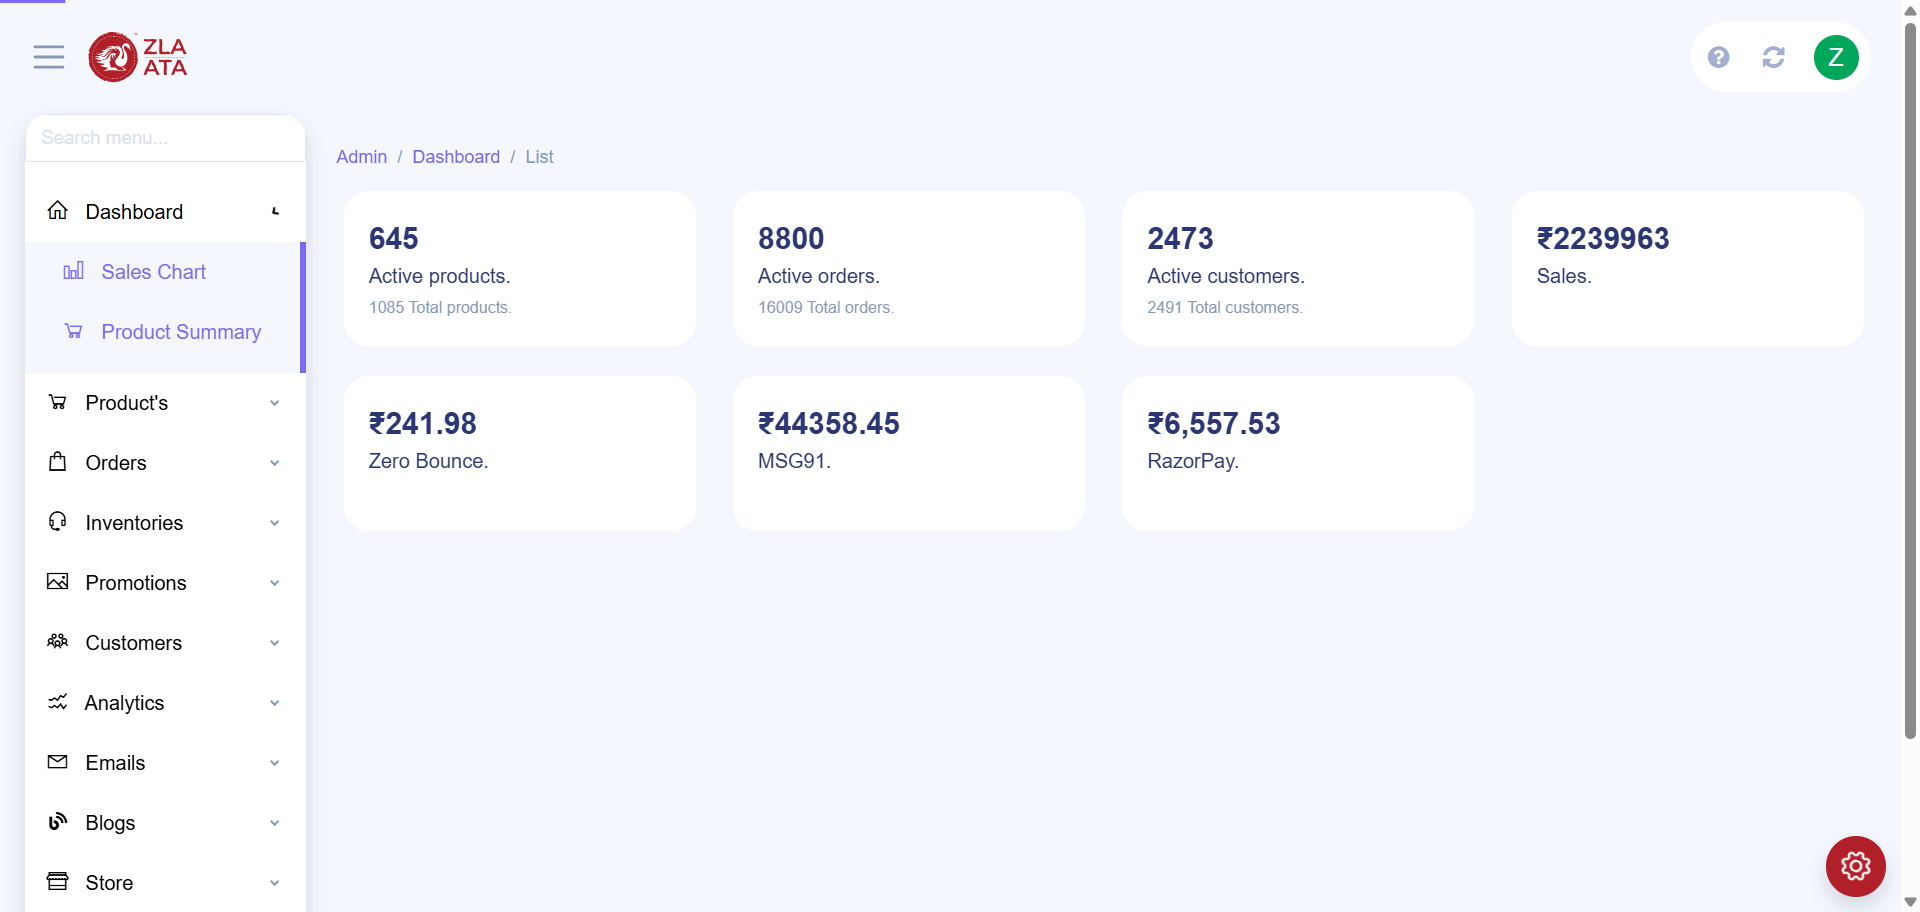 ZLA
ATA
Z
Search menu...
Admin / Dashboard / List
Dashboard
Sales Chart
Product Summary
Product's
Orders
Inventories
Promotions
Customers
Analytics
Emails
Blogs
Store
645
Active products.
1085 Total products.
8800
Active orders.
16009 Total orders.
2473
Active customers.
2491 Total customers.
₹2239963
Sales.
₹241.98
Zero Bounce.
₹44358.45
MSG91.
₹6,557.53
RazorPay.